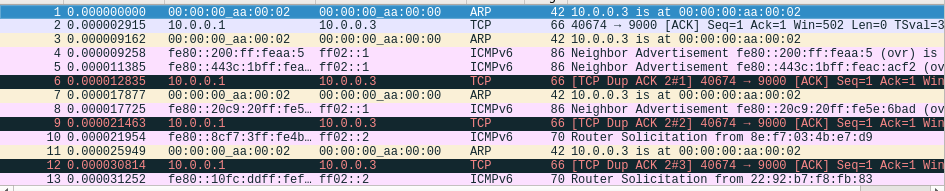 1 0.000000000 00:00:00_aa:00:02 00:00:00_aa:00:00 ARP 42 10.0.0.3 is at 00:00:00:aa:00:02
2 0.000002915 10.0.0.1 10.0.0.3 TCP 66 40674 → 9000 [ACK] Seq=1 Ack=1 Win=502 Len=0 TSval=3
3 0.000009162 00:00:00_aa:00:02 00:00:00_aa:00:00 ARP 42 10.0.0.3 is at 00:00:00:aa:00:02
4 0.000009258 fe80::200:ff:feaa:5 ff02::1 ICMPv6 86 Neighbor Advertisement fe80::200:ff:feaa:5 (ovr) is
5 0.000011385 fe80::443c:1bff:fea… ff02::1 ICMPv6 86 Neighbor Advertisement fe80::443c:1bff:feac:acf2 (ov
6 0.000012835 10.0.0.1 10.0.0.3 TCP 66 [TCP Dup ACK 2#1] 40674 → 9000 [ACK] Seq=1 Ack=1 Win
7 0.000017877 00:00:00_aa:00:02 00:00:00_aa:00:00 ARP 42 10.0.0.3 is at 00:00:00:aa:00:02
8 0.000017725 fe80::20c9:20ff:fe5… ff02::1 ICMPv6 86 Neighbor Advertisement fe80::20c9:20ff:fe5e:6bad (ov
9 0.000021463 10.0.0.1 10.0.0.3 TCP 66 [TCP Dup ACK 2#2] 40674 → 9000 [ACK] Seq=1 Ack=1 Win
10 0.000021954 fe80::8cf7:3ff:fe4b… ff02::2 ICMPv6 70 Router Solicitation from 8e:f7:03:4b:e7:d9
11 0.000025949 00:00:00_aa:00:02 00:00:00_aa:00:00 ARP 42 10.0.0.3 is at 00:00:00:aa:00:02
12 0.000030814 10.0.0.1 10.0.0.3 TCP 66 [TCP Dup ACK 2#3] 40674 → 9000 [ACK] Seq=1 Ack=1 Win
13 0.000031252 fe80::10fc:ddff:fef… ff02::2 ICMPv6 70 Router Solicitation from 22:92:b7:f8:fb:83